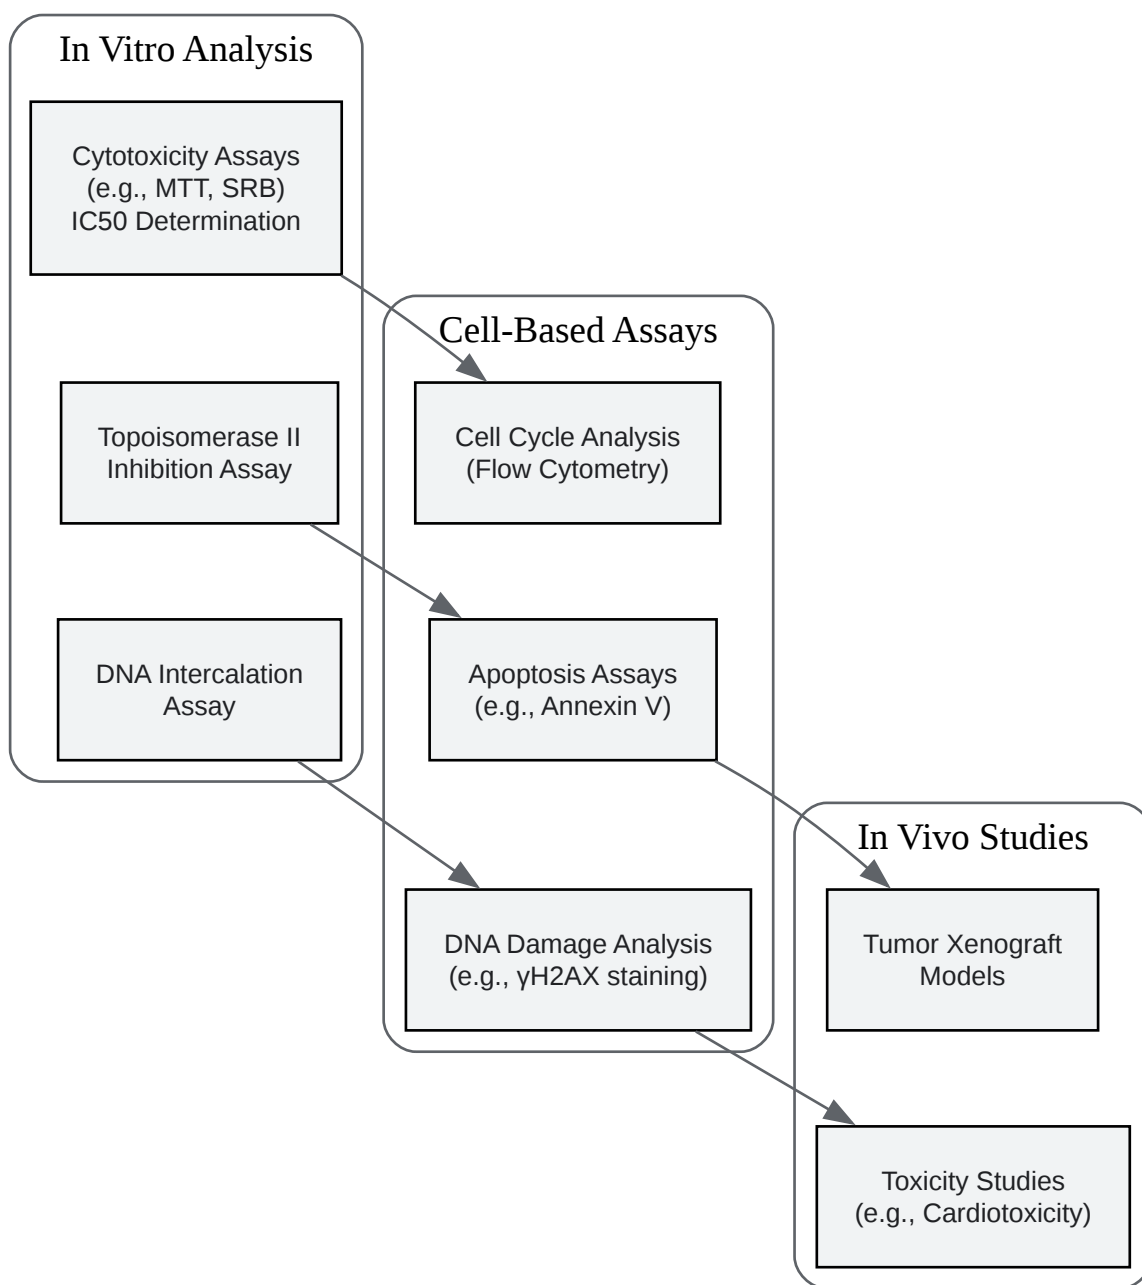 In Vitro Analysis
Cytotoxicity Assays
(e.g., MTT, SRB)
IC50 Determination
Topoisomerase II
Inhibition Assay
DNA Intercalation
Assay
Cell-Based Assays
Cell Cycle Analysis
(Flow Cytometry)
Apoptosis Assays
(e.g., Annexin V)
DNA Damage Analysis
(e.g., γH2AX staining)
In Vivo Studies
Tumor Xenograft
Models
Toxicity Studies
(e.g., Cardiotoxicity)